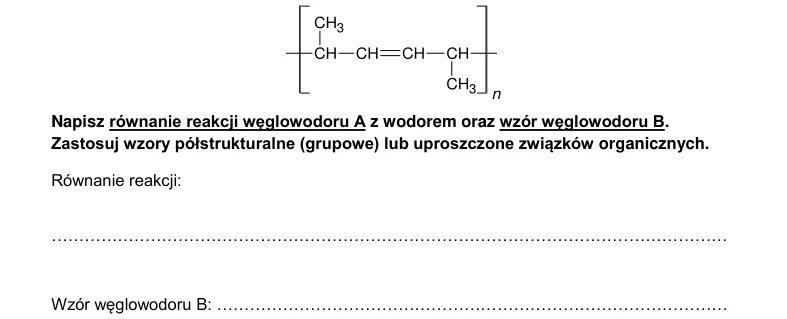 CH3
CH—CH=CH—CH
CH3
n
Napisz równanie reakcji węglowodoru A z wodorem oraz wzór węglowodoru B.
Zastosuj wzory półstrukturalne (grupowe) lub uproszczone związków organicznych.
Równanie reakcji:
........................................................................................................................
Wzór węglowodoru B: ...........................................................................................